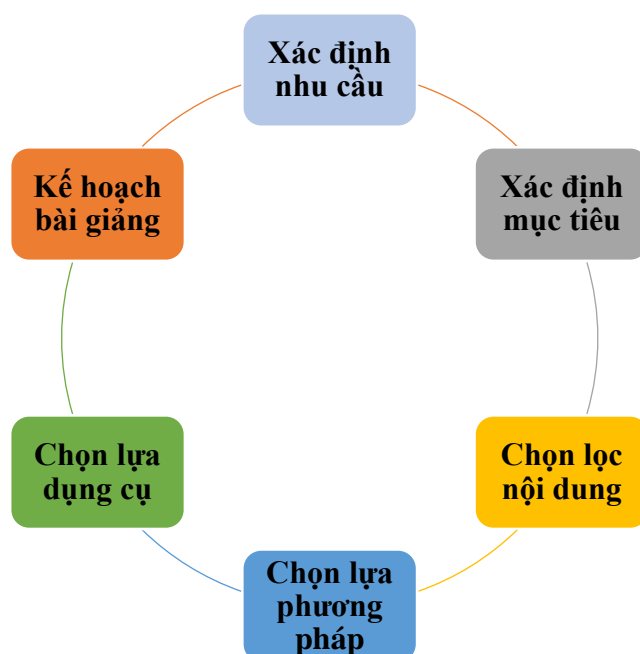 Xác định
nhu cầu
Xác định
mục tiêu
Chọn lọc
nội dung
Chọn lựa
phương
pháp
Chọn lựa
dụng cụ
Kế hoạch
bài giảng